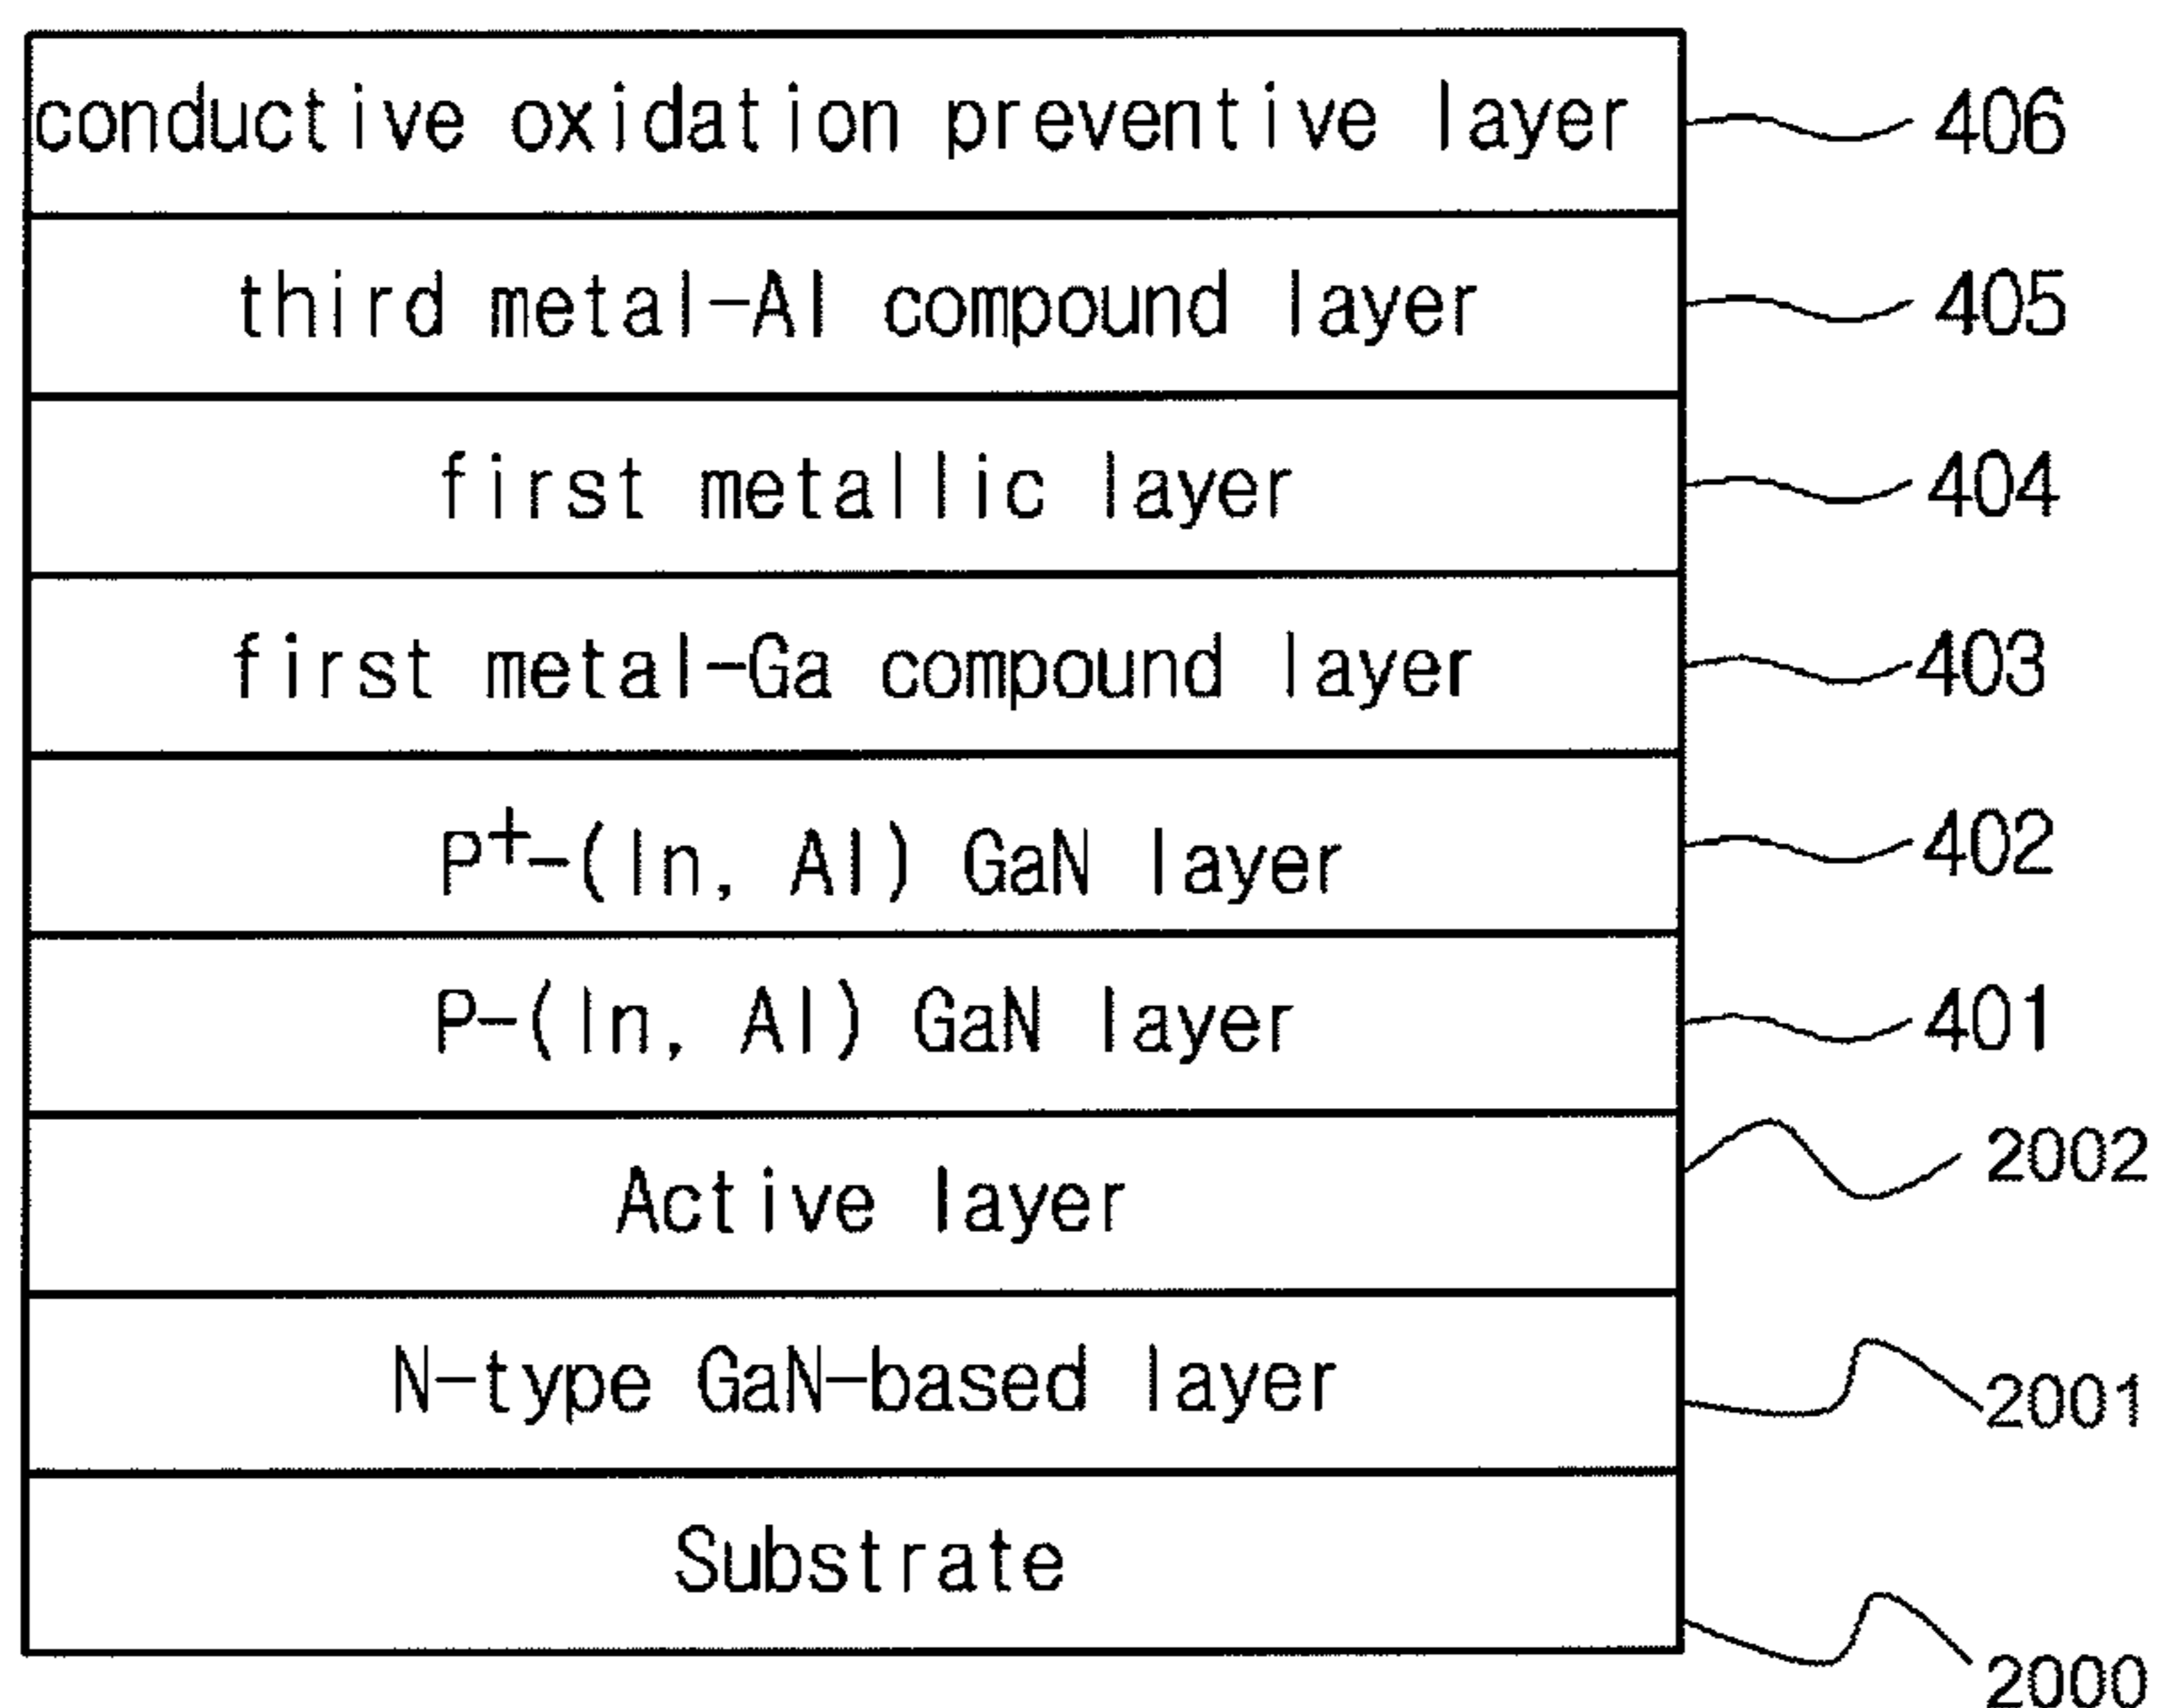 conductive oxidation preventive layer 406
third metal-Al compound layer 405
first metallic layer 404
first metal-Ga compound layer 403
P+-(In, Al) GaN layer 402
P-(In, Al) GaN layer 401
Active layer 2002
N-type GaN-based layer 2001
Substrate 2000